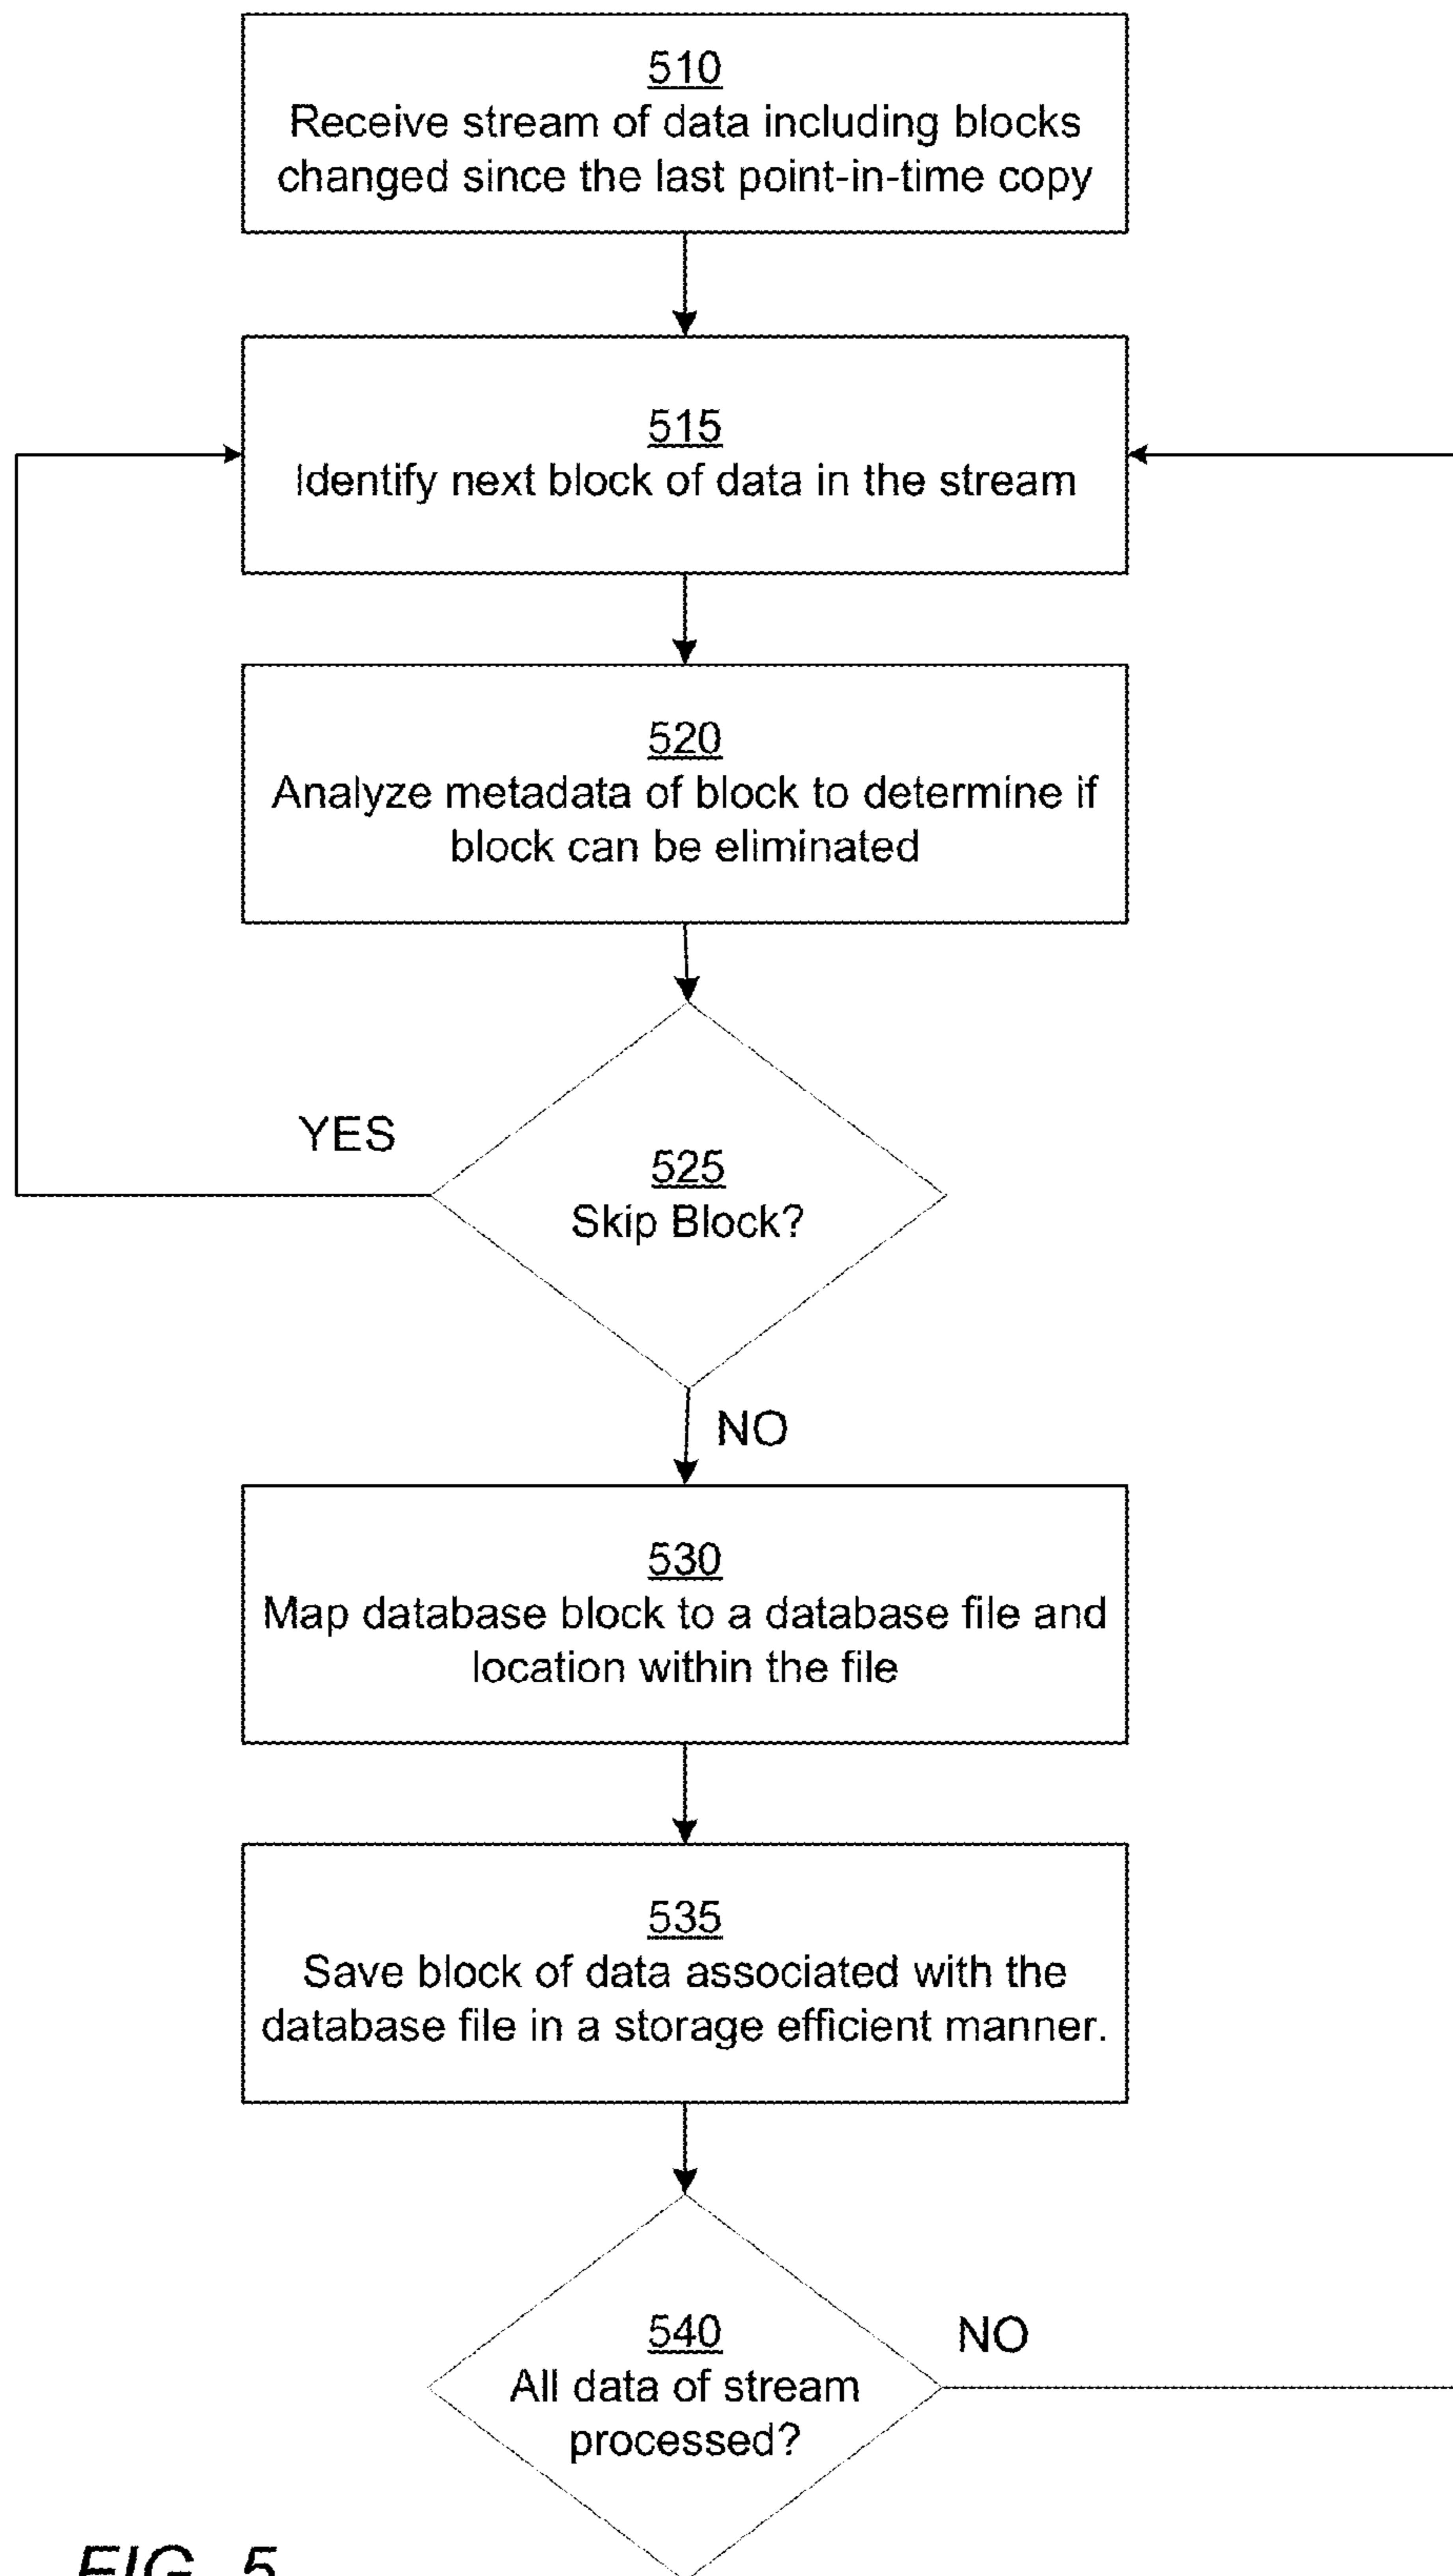 510
Receive stream of data including blocks
changed since the last point-in-time copy
515
Identify next block of data in the stream
520
Analyze metadata of block to determine if
block can be eliminated
YES
525
Skip Block?
NO
530
Map database block to a database file and
location within the file
535
Save block of data associated with the
database file in a storage efficient manner.
540
NO
All data of stream
processed?
FIG. 5